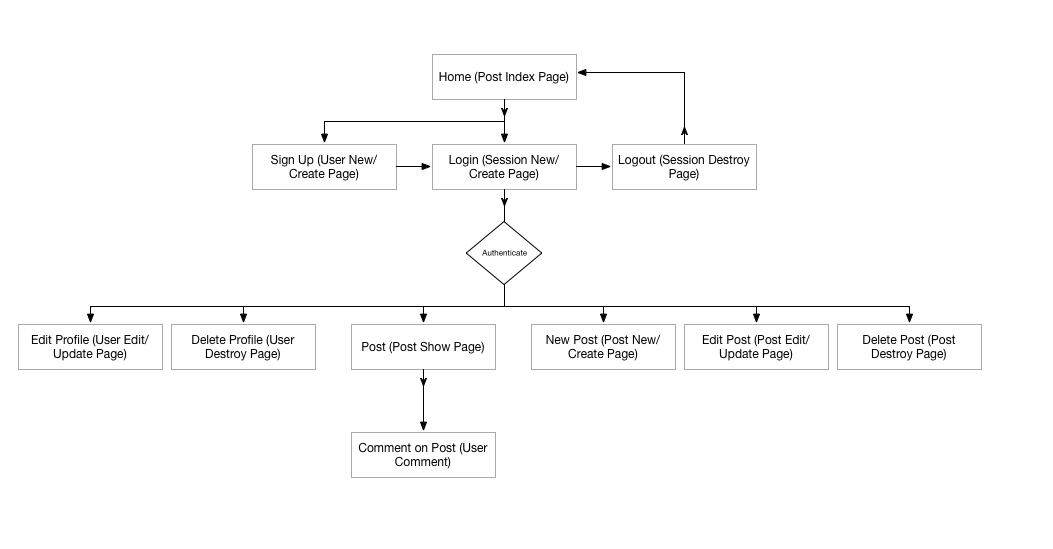 Home (Post Index Page)
Sign Up (User New/
Create Page)
Login (Session New/
Create Page)
Logout (Session Destroy
Page)
Authenticate
Edit Profile (User Edit/
Update Page)
Delete Profile (User
Destroy Page)
Post (Post Show Page)
New Post (Post New/
Create Page)
Edit Post (Post Edit/
Update Page)
Delete Post (Post
Destroy Page)
Comment on Post (User
Comment)